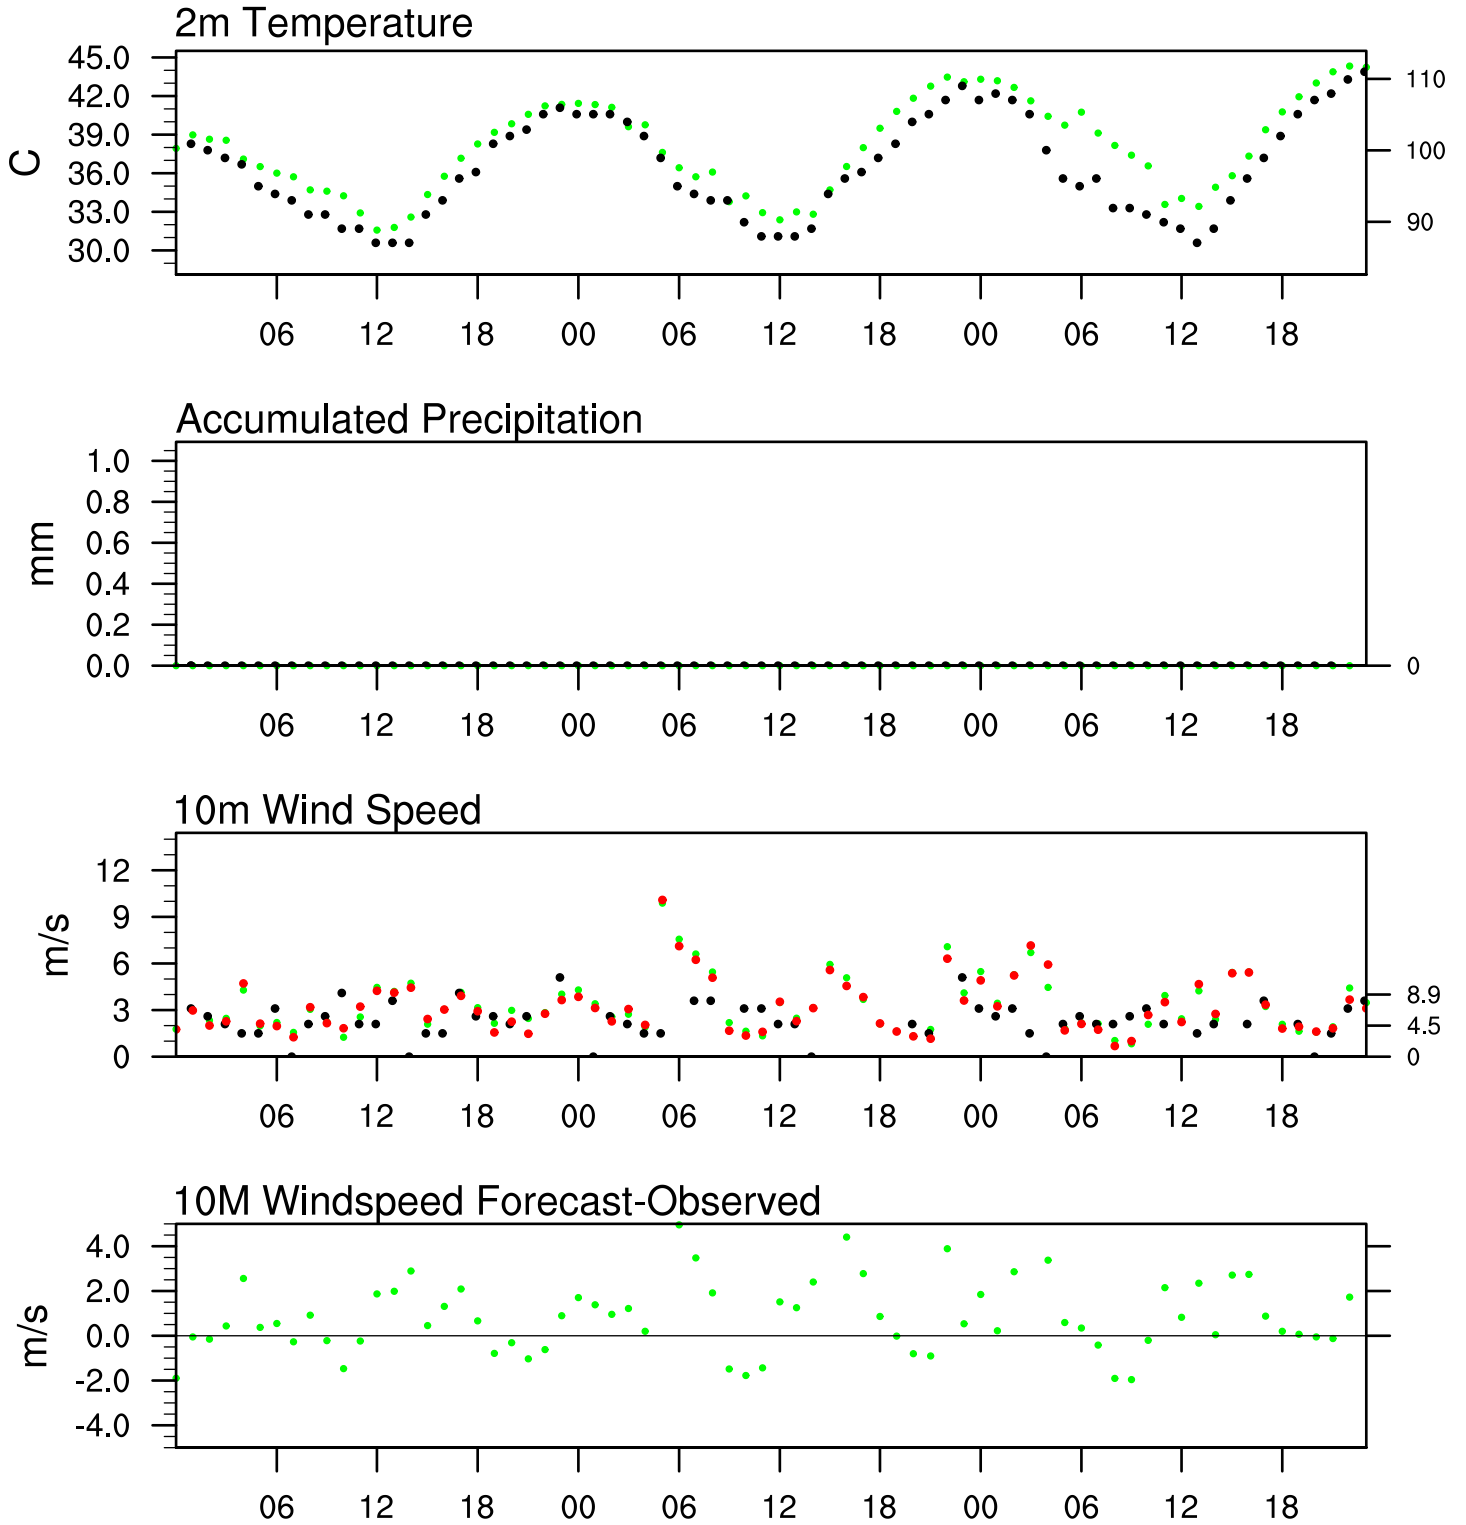 2m Temperature
45.0
42.0
39.0
36.0
33.0
30.0
C
110
100
90
06 12 18 00 06 12 18 00 06 12 18
Accumulated Precipitation
1.0
0.8
0.6
0.4
0.2
0.0
mm
0
06 12 18 00 06 12 18 00 06 12 18
10m Wind Speed
12
9
6
3
0
m/s
8.9
4.5
0
06 12 18 00 06 12 18 00 06 12 18
10M Windspeed Forecast-Observed
4.0
2.0
0.0
-2.0
-4.0
m/s
06 12 18 00 06 12 18 00 06 12 18